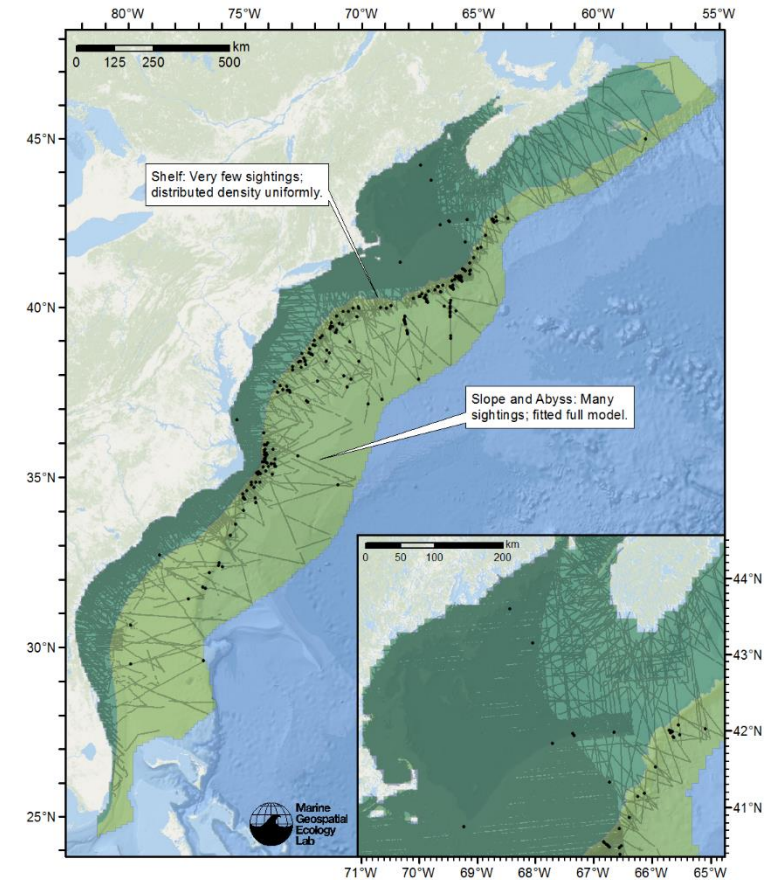 80°W 75°W 70°W 65°W 60°W 55°W
km
0 125 250 500
45°N
Shelf: Very few sightings;
distributed density uniformly.
40°N
Slope and Abyss: Many
sightings; fitted full model.
35°N
km
0 50 100 200
44°N
30°N
43°N
42°N
Marine
Geospatial
Ecology
Lab
25°N
41°N
71°W 70°W 69°W 68°W 67°W 66°W 65°W